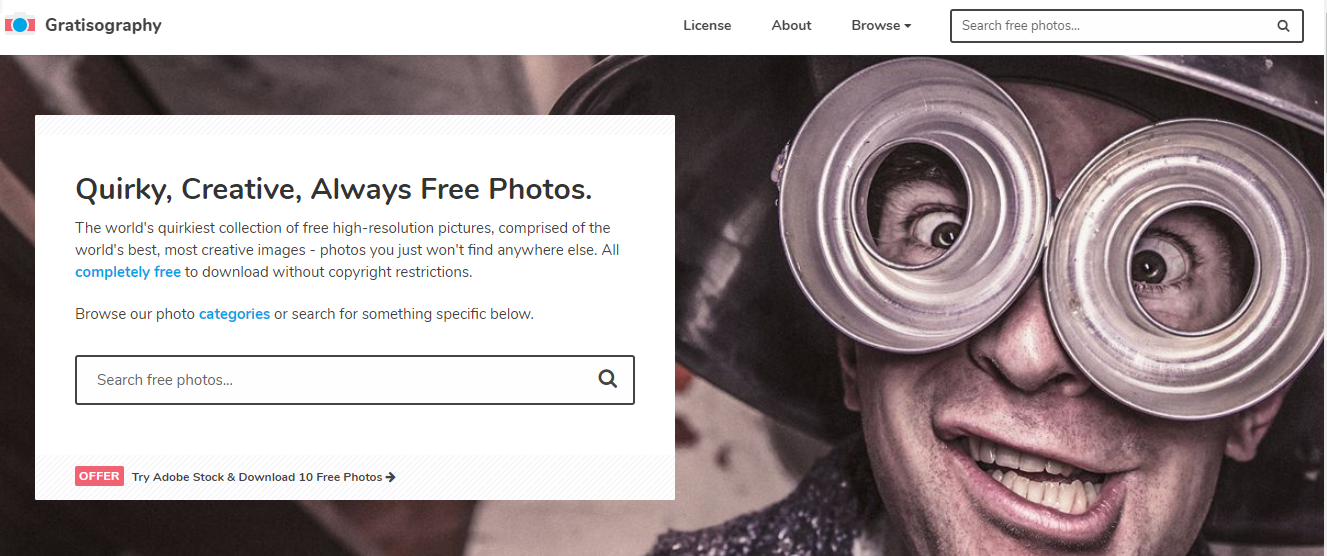 Gratisography
License
About
Browse
Search free photos...
Quirky, Creative, Always Free Photos.
The world's quirkiest collection of free high-resolution pictures, comprised of the
world's best, most creative images - photos you just won't find anywhere else. All
completely free to download without copyright restrictions.
Browse our photo categories or search for something specific below.
Search free photos...
OFFER Try Adobe Stock & Download 10 Free Photos